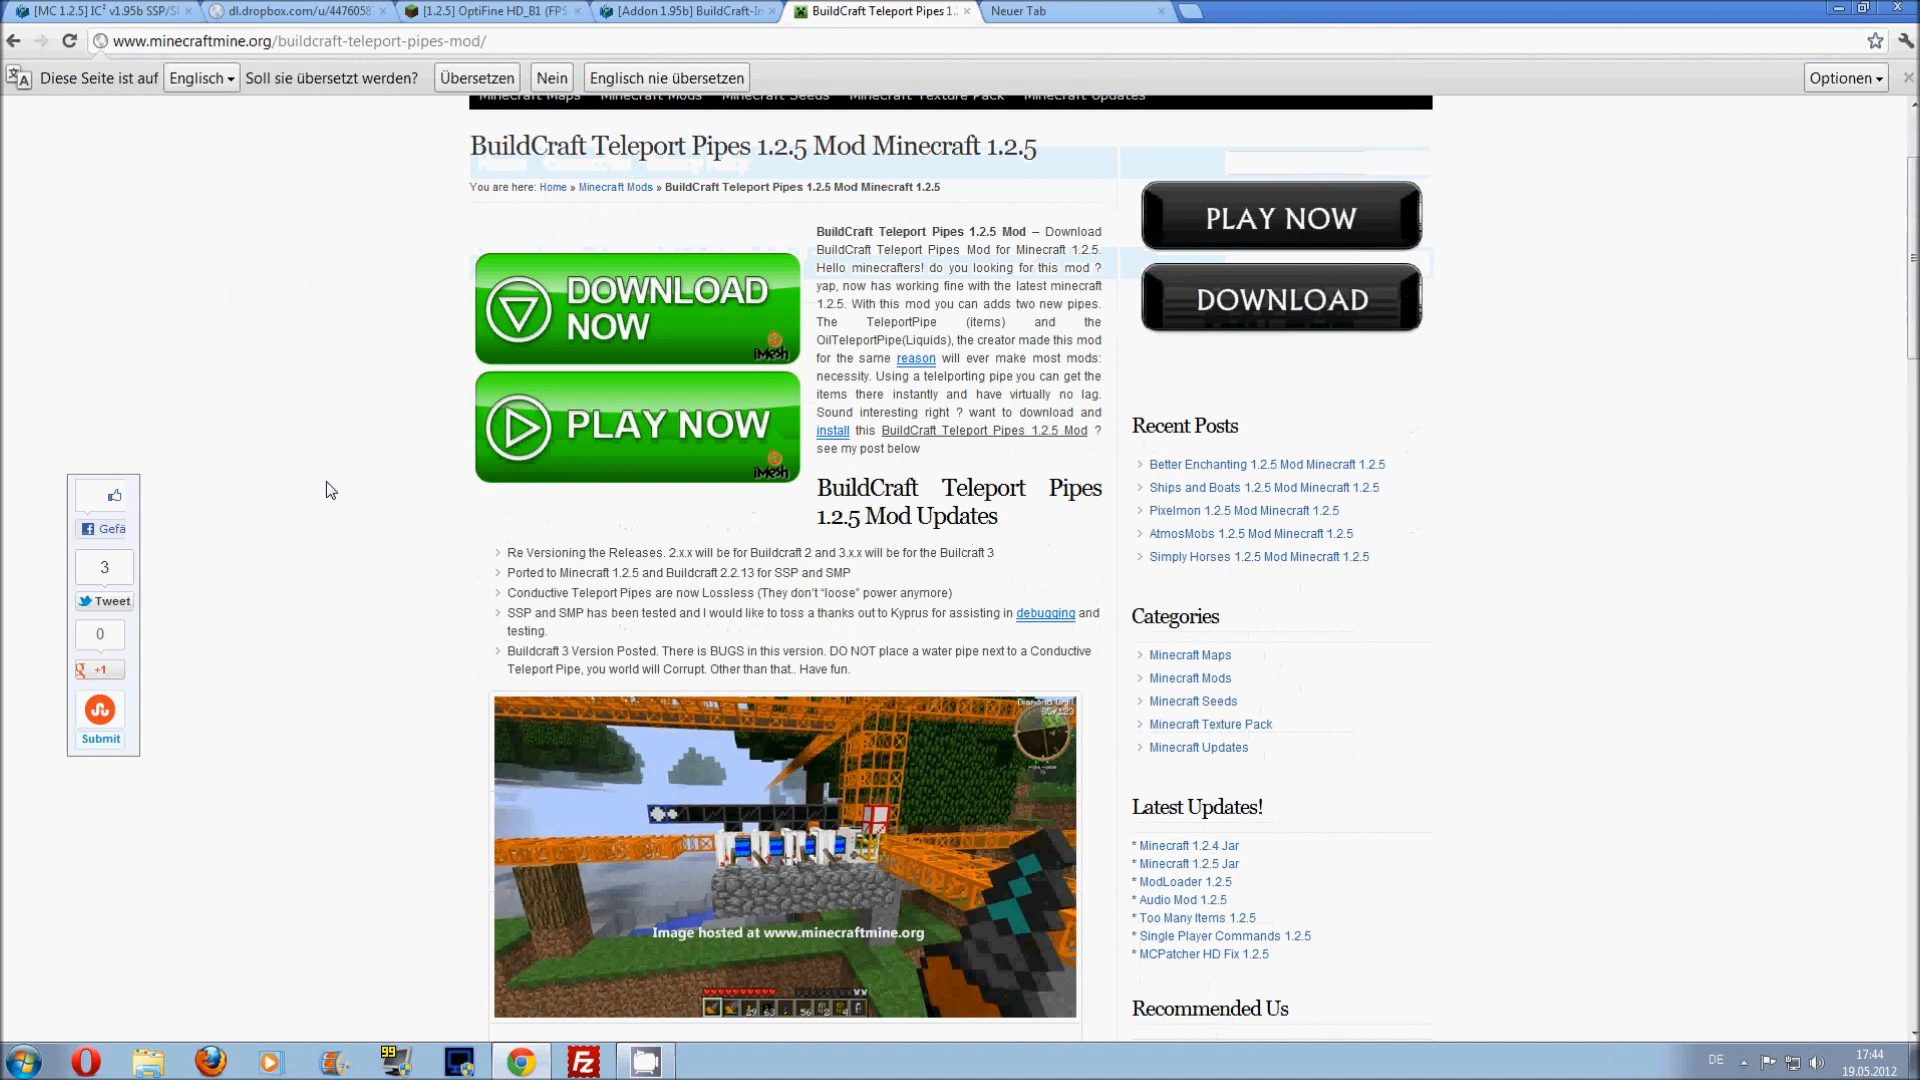 [MC 1.2.5] IC² v1.95b SSP/S
dl.dropbox.com/u/4476058
[1.2.5] OptiFine HD_B1 (FPS
[Addon 1.95b] BuildCraft-In
BuildCraft Teleport Pipes 1.
Neuer Tab
www.minecraftmine.org/buildcraft-teleport-pipes-mod/
Diese Seite ist auf Englisch Soll sie übersetzt werden? Übersetzen Nein Englisch nie übersetzen Optionen
Minecraft Maps Minecraft Mods Minecraft Seeds Minecraft Texture Pack Minecraft Updates
BuildCraft Teleport Pipes 1.2.5 Mod Minecraft 1.2.5
You are here: Home » Minecraft Mods » BuildCraft Teleport Pipes 1.2.5 Mod Minecraft 1.2.5
DOWNLOAD
NOW
iMesh
PLAY NOW
iMesh
BuildCraft Teleport Pipes 1.2.5 Mod – Download
BuildCraft Teleport Pipes Mod for Minecraft 1.2.5.
Hello minecrafters! do you looking for this mod ?
yap, now has working fine with the latest minecraft
1.2.5. With this mod you can adds two new pipes.
The TeleportPipe (items) and the
OilTeleportPipe(Liquids), the creator made this mod
for the same reason will ever make most mods:
necessity. Using a telelporting pipe you can get the
items there instantly and have virtually no lag.
Sound interesting right ? want to download and
install this BuildCraft Teleport Pipes 1.2.5 Mod ?
see my post below
BuildCraft Teleport Pipes
1.2.5 Mod Updates
Re Versioning the Releases. 2.x.x will be for Buildcraft 2 and 3.x.x will be for the Builcraft 3
Ported to Minecraft 1.2.5 and Buildcraft 2.2.13 for SSP and SMP
Conductive Teleport Pipes are now Lossless (They don't "loose" power anymore)
SSP and SMP has been tested and I would like to toss a thanks out to Kyprus for assisting in debugging and
testing.
Buildcraft 3 Version Posted. There is BUGS in this version. DO NOT place a water pipe next to a Conductive
Teleport Pipe, you world will Corrupt. Other than that.. Have fun.
Image hosted at www.minecraftmine.org
29 63 56 2 4
Gefä
3
Tweet
0
+1
Submit
PLAY NOW
DOWNLOAD
Recent Posts
Better Enchanting 1.2.5 Mod Minecraft 1.2.5
Ships and Boats 1.2.5 Mod Minecraft 1.2.5
Pixelmon 1.2.5 Mod Minecraft 1.2.5
AtmosMobs 1.2.5 Mod Minecraft 1.2.5
Simply Horses 1.2.5 Mod Minecraft 1.2.5
Categories
Minecraft Maps
Minecraft Mods
Minecraft Seeds
Minecraft Texture Pack
Minecraft Updates
Latest Updates!
* Minecraft 1.2.4 Jar
* Minecraft 1.2.5 Jar
* ModLoader 1.2.5
* Audio Mod 1.2.5
* Too Many Items 1.2.5
* Single Player Commands 1.2.5
* MCPatcher HD Fix 1.2.5
Recommended Us
99
DE
17:44
19.05.2012